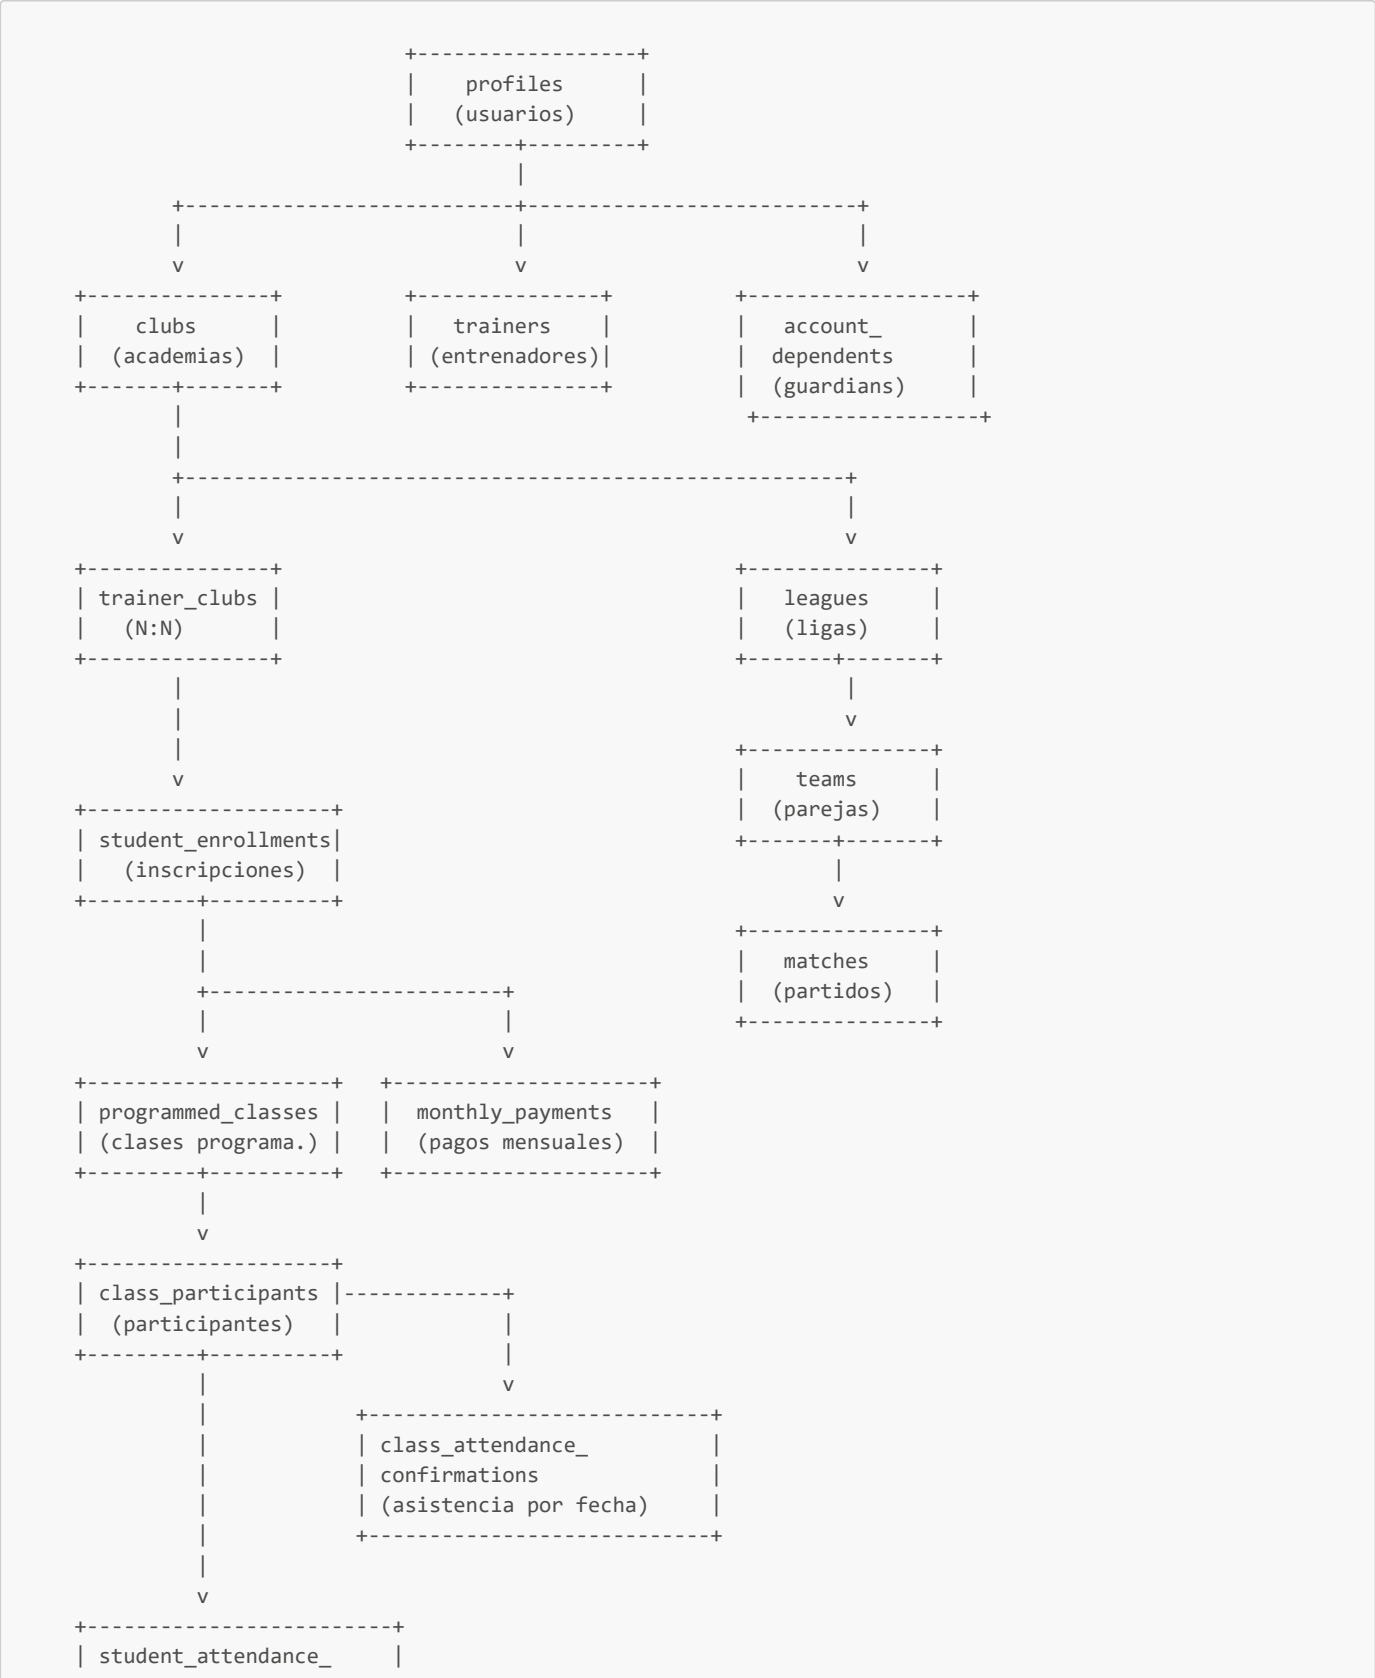 profiles
(usuarios)
clubs trainers account_
(academias) (entrenadores) dependents
(guardians)
trainer_clubs leagues
(N:N) (ligas)
teams
(parejas)
student_enrollments
(inscripciones)
matches
(partidos)
programmed_classes monthly_payments
(clases programa.) (pagos mensuales)
class_participants
(participantes)
class_attendance_
confirmations
(asistencia por fecha)
student_attendance_